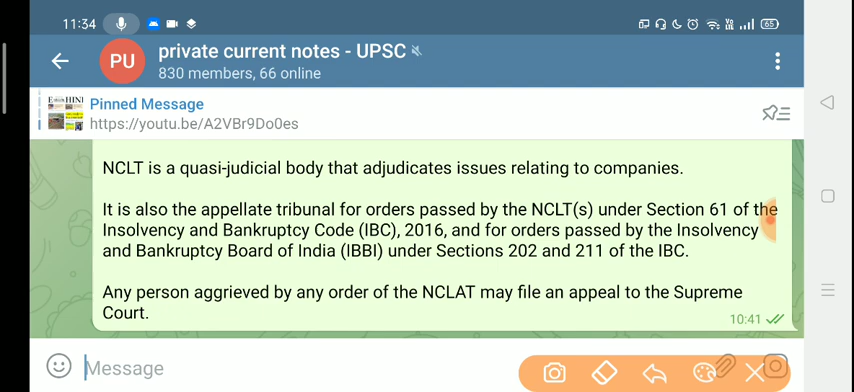 11:34
65
PU
private current notes - UPSC
830 members, 66 online
Pinned Message
https://youtu.be/A2VBr9Do0es
NCLT is a quasi-judicial body that adjudicates issues relating to companies.
It is also the appellate tribunal for orders passed by the NCLT(s) under Section 61 of the
Insolvency and Bankruptcy Code (IBC), 2016, and for orders passed by the Insolvency
and Bankruptcy Board of India (IBBI) under Sections 202 and 211 of the IBC.
Any person aggrieved by any order of the NCLAT may file an appeal to the Supreme
Court.
10:41
Message